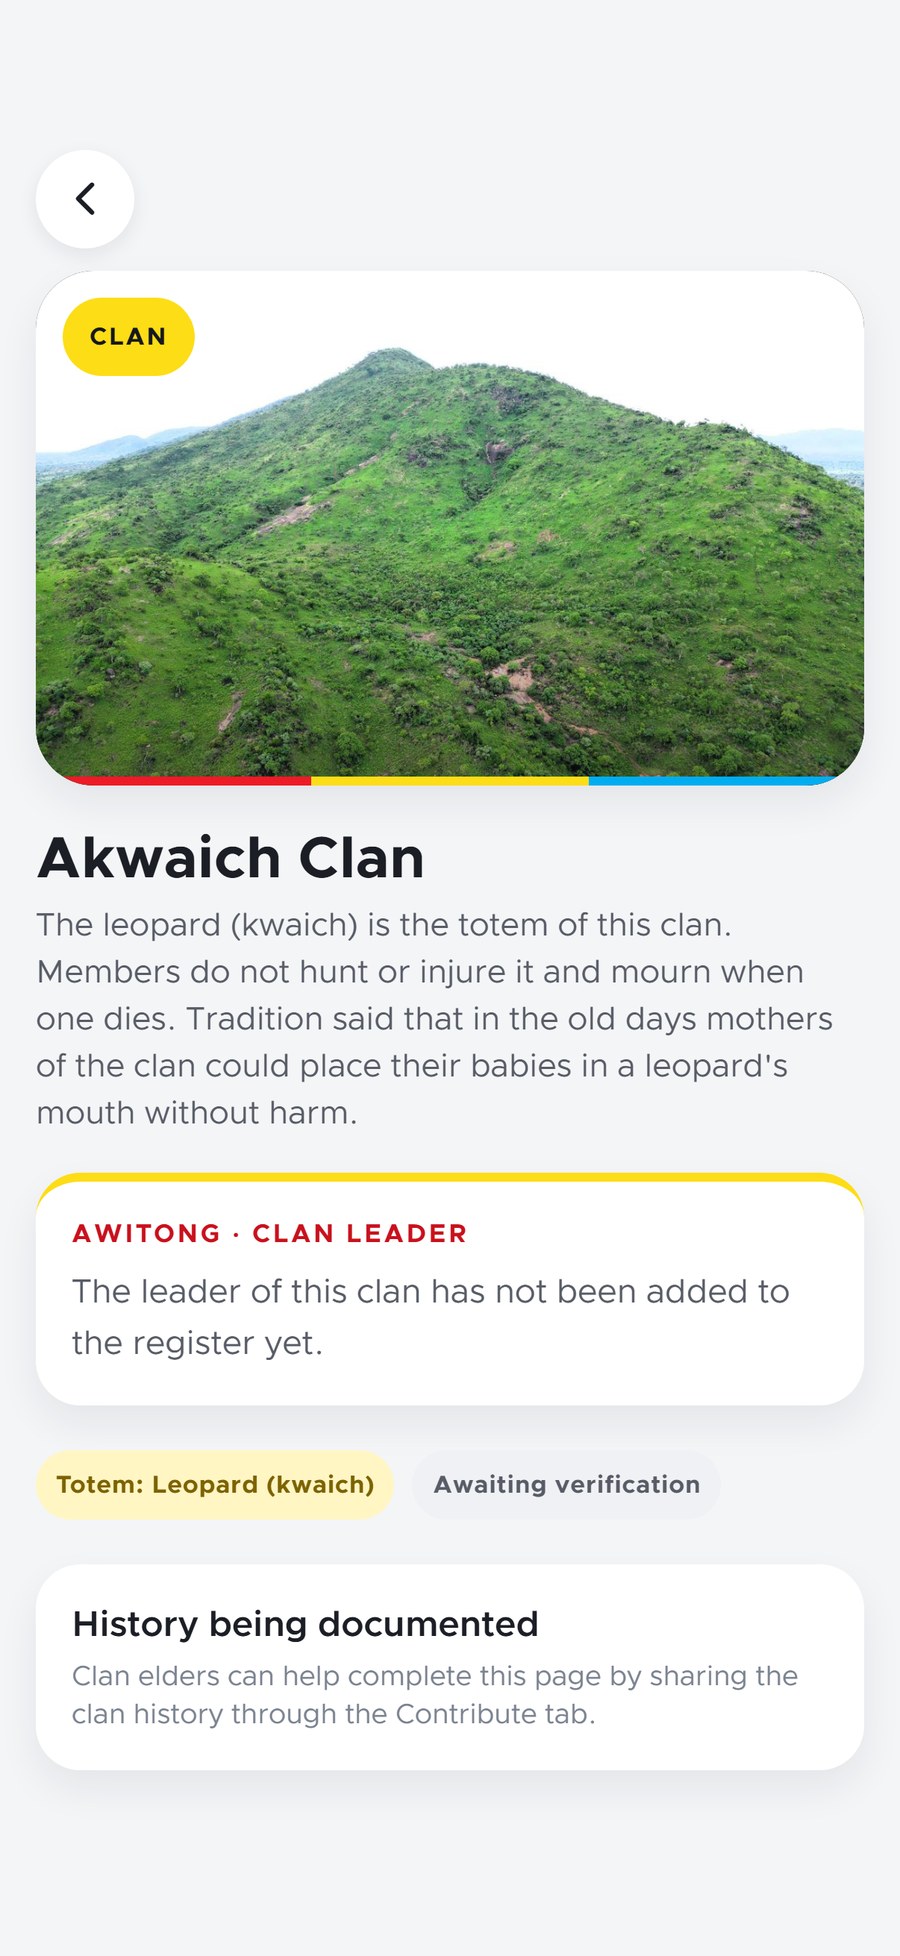 CLAN
Akwaich Clan
The leopard (kwaich) is the totem of this clan.
Members do not hunt or injure it and mourn when
one dies. Tradition said that in the old days mothers
of the clan could place their babies in a leopard's
mouth without harm.
AWITONG · CLAN LEADER
The leader of this clan has not been added to
the register yet.
Totem: Leopard (kwaich)
Awaiting verification
History being documented
Clan elders can help complete this page by sharing the
clan history through the Contribute tab.